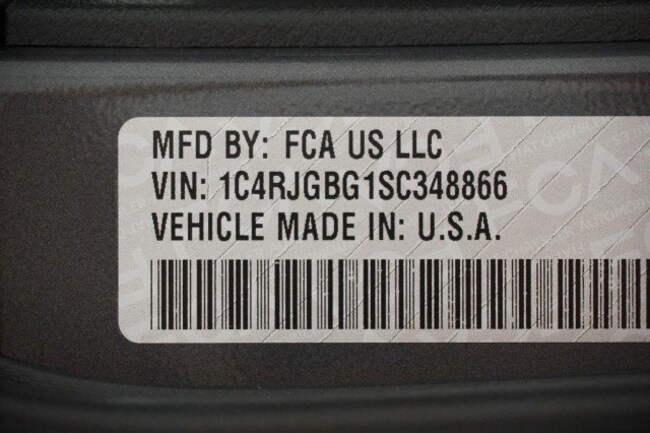 MFD BY: FCA US LLC
VIN: 1C4RJGBG1SC348866
VEHICLE MADE IN: U.S.A.